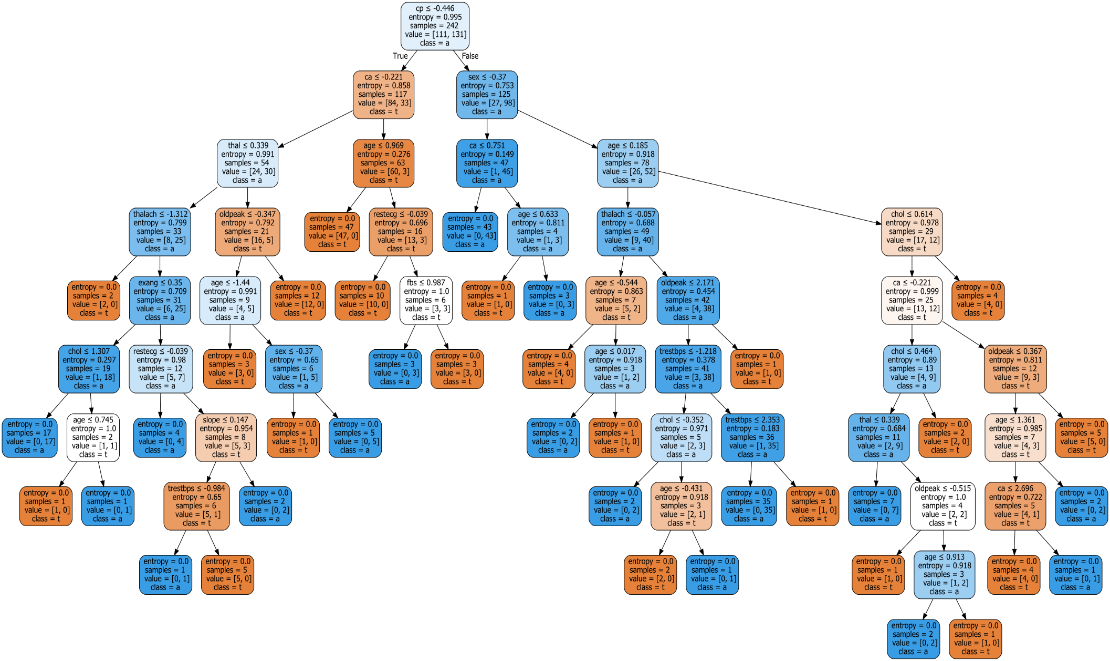 cp ≤ -0.446
entropy = 0.995
samples = 242
value = [111, 131]
class = a
True
False
ca ≤ -0.221
entropy = 0.858
samples = 117
value = [84, 33]
class = t
sex ≤ -0.37
entropy = 0.753
samples = 125
value = [27, 98]
class = a
thal ≤ 0.339
entropy = 0.991
samples = 54
value = [24, 30]
class = a
age ≤ 0.969
entropy = 0.276
samples = 63
value = [60, 3]
class = t
ca ≤ 0.751
entropy = 0.149
samples = 47
value = [1, 46]
class = a
age ≤ 0.185
entropy = 0.918
samples = 78
value = [26, 52]
class = a
thalach ≤ -1.312
entropy = 0.799
samples = 33
value = [8, 25]
class = a
oldpeak ≤ -0.347
entropy = 0.792
samples = 21
value = [16, 5]
class = t
entropy = 0.0
samples = 47
value = [47, 0]
class = t
restecg ≤ -0.039
entropy = 0.696
samples = 16
value = [13, 3]
class = t
entropy = 0.0
samples = 43
value = [0, 43]
class = a
age ≤ 0.633
entropy = 0.811
samples = 4
value = [1, 3]
class = a
thalach ≤ -0.057
entropy = 0.688
samples = 49
value = [9, 40]
class = a
chol ≤ 0.614
entropy = 0.978
samples = 29
value = [17, 12]
class = t
entropy = 0.0
samples = 2
value = [2, 0]
class = t
exang ≤ 0.35
entropy = 0.709
samples = 31
value = [6, 25]
class = a
age ≤ -1.44
entropy = 0.991
samples = 9
value = [4, 5]
class = a
entropy = 0.0
samples = 12
value = [12, 0]
class = t
entropy = 0.0
samples = 10
value = [10, 0]
class = t
fbs ≤ 0.987
entropy = 1.0
samples = 6
value = [3, 3]
class = t
entropy = 0.0
samples = 1
value = [1, 0]
class = t
entropy = 0.0
samples = 3
value = [0, 3]
class = a
age ≤ -0.544
entropy = 0.863
samples = 7
value = [5, 2]
class = t
oldpeak ≤ 2.171
entropy = 0.454
samples = 42
value = [4, 38]
class = a
ca ≤ -0.221
entropy = 0.999
samples = 25
value = [13, 12]
class = t
entropy = 0.0
samples = 4
value = [4, 0]
class = t
chol ≤ 1.307
entropy = 0.297
samples = 19
value = [1, 18]
class = a
restecg ≤ -0.039
entropy = 0.98
samples = 12
value = [5, 7]
class = a
entropy = 0.0
samples = 3
value = [3, 0]
class = t
sex ≤ -0.37
entropy = 0.65
samples = 6
value = [1, 5]
class = a
entropy = 0.0
samples = 3
value = [0, 3]
class = a
entropy = 0.0
samples = 3
value = [3, 0]
class = t
entropy = 0.0
samples = 4
value = [4, 0]
class = t
age ≤ 0.017
entropy = 0.918
samples = 3
value = [1, 2]
class = a
trestbps ≤ -1.218
entropy = 0.378
samples = 41
value = [3, 38]
class = a
entropy = 0.0
samples = 1
value = [1, 0]
class = t
chol ≤ 0.464
entropy = 0.89
samples = 13
value = [4, 9]
class = a
oldpeak ≤ 0.367
entropy = 0.811
samples = 12
value = [9, 3]
class = t
entropy = 0.0
samples = 17
value = [0, 17]
class = a
age ≤ 0.745
entropy = 1.0
samples = 2
value = [1, 1]
class = t
entropy = 0.0
samples = 4
value = [0, 4]
class = a
slope ≤ 0.147
entropy = 0.954
samples = 8
value = [5, 3]
class = t
entropy = 0.0
samples = 1
value = [1, 0]
class = t
entropy = 0.0
samples = 5
value = [0, 5]
class = a
entropy = 0.0
samples = 2
value = [0, 2]
class = a
entropy = 0.0
samples = 1
value = [1, 0]
class = t
chol ≤ -0.352
entropy = 0.971
samples = 5
value = [2, 3]
class = a
trestbps ≤ 2.353
entropy = 0.183
samples = 36
value = [1, 35]
class = a
thal ≤ 0.339
entropy = 0.684
samples = 11
value = [2, 9]
class = a
entropy = 0.0
samples = 2
value = [2, 0]
class = t
age ≤ 1.361
entropy = 0.985
samples = 7
value = [4, 3]
class = t
entropy = 0.0
samples = 5
value = [5, 0]
class = t
entropy = 0.0
samples = 1
value = [1, 0]
class = t
entropy = 0.0
samples = 1
value = [0, 1]
class = a
trestbps ≤ -0.984
entropy = 0.65
samples = 6
value = [5, 1]
class = t
entropy = 0.0
samples = 2
value = [0, 2]
class = a
entropy = 0.0
samples = 2
value = [0, 2]
class = a
age ≤ -0.431
entropy = 0.918
samples = 3
value = [2, 1]
class = t
entropy = 0.0
samples = 35
value = [0, 35]
class = a
entropy = 0.0
samples = 1
value = [1, 0]
class = t
entropy = 0.0
samples = 7
value = [0, 7]
class = a
oldpeak ≤ -0.515
entropy = 1.0
samples = 4
value = [2, 2]
class = t
ca ≤ 2.696
entropy = 0.722
samples = 5
value = [4, 1]
class = t
entropy = 0.0
samples = 2
value = [0, 2]
class = a
entropy = 0.0
samples = 1
value = [0, 1]
class = a
entropy = 0.0
samples = 5
value = [5, 0]
class = t
entropy = 0.0
samples = 2
value = [2, 0]
class = t
entropy = 0.0
samples = 1
value = [0, 1]
class = a
entropy = 0.0
samples = 1
value = [1, 0]
class = t
age ≤ 0.913
entropy = 0.918
samples = 3
value = [1, 2]
class = a
entropy = 0.0
samples = 4
value = [4, 0]
class = t
entropy = 0.0
samples = 1
value = [0, 1]
class = a
entropy = 0.0
samples = 2
value = [0, 2]
class = a
entropy = 0.0
samples = 1
value = [1, 0]
class = t